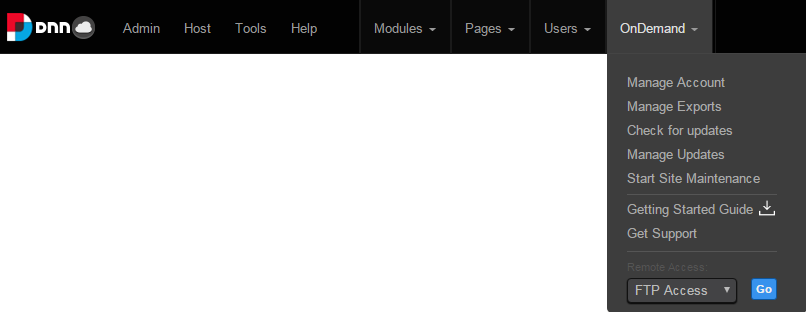 DNN Admin Host Tools Help Modules Pages Users OnDemand
Manage Account
Manage Exports
Check for updates
Manage Updates
Start Site Maintenance
Getting Started Guide
Get Support
Remote Access:
FTP Access Go